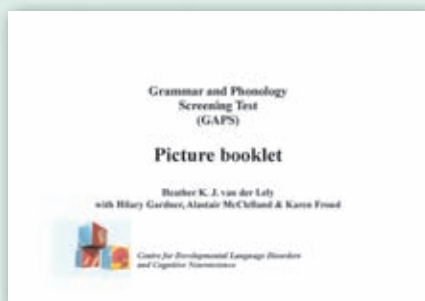 Grammar and Phonology
Screening Test
(GAPS)
Picture booklet
Heather K. J. van der Lely
with Hilary Gardner, Alastair McClelland & Karen Froud
Centre for Developmental Language Disorders
and Cognitive Neuroscience